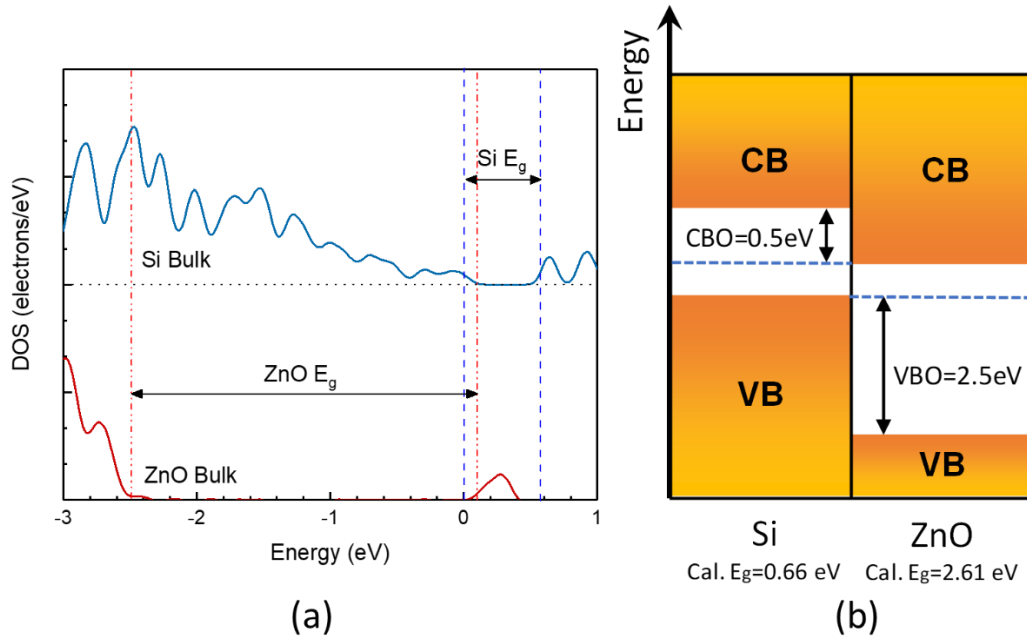 DOS (electrons/eV)
Si E_g
Si Bulk
ZnO E_g
ZnO Bulk
-3
-2
-1
0
1
Energy (eV)
(a)
Energy
CB
CB
CBO=0.5eV
VBO=2.5eV
VB
VB
Si
ZnO
Cal. Eg=0.66 eV
Cal. Eg=2.61 eV
(b)